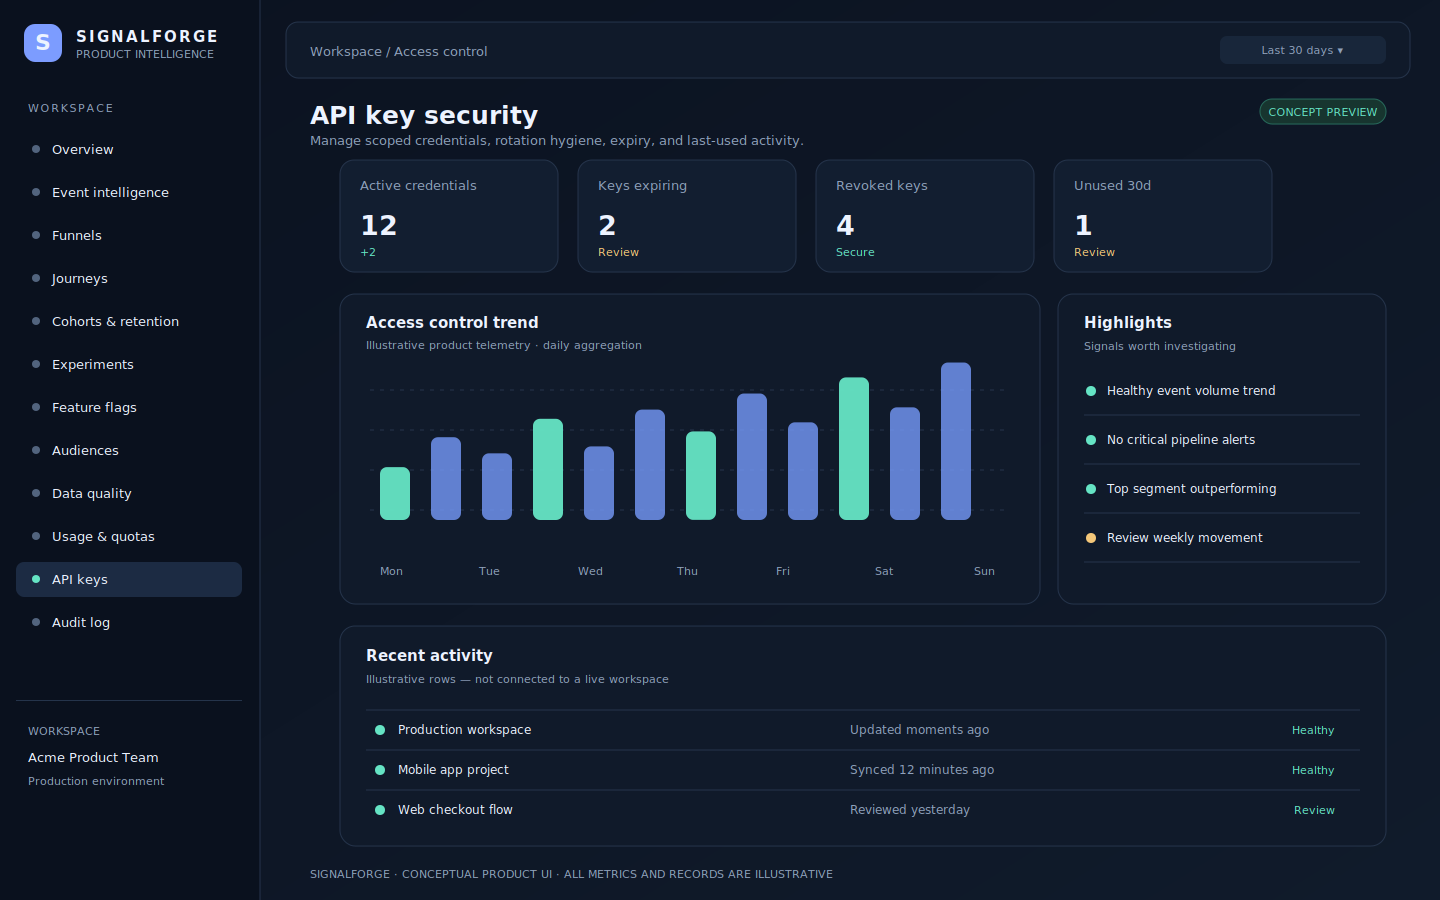 S
SIGNALFORGE
PRODUCT INTELLIGENCE
WORKSPACE
Overview
Event intelligence
Funnels
Journeys
Cohorts & retention
Experiments
Feature flags
Audiences
Data quality
Usage & quotas
API keys
Audit log
WORKSPACE
Acme Product Team
Production environment
Workspace / Access control
Last 30 days ▾
API key security
CONCEPT PREVIEW
Manage scoped credentials, rotation hygiene, expiry, and last-used activity.
Active credentials
12
+2
Keys expiring
2
Review
Revoked keys
4
Secure
Unused 30d
1
Review
Access control trend
Illustrative product telemetry · daily aggregation
Mon Tue Wed Thu Fri Sat Sun
Highlights
Signals worth investigating
Healthy event volume trend
No critical pipeline alerts
Top segment outperforming
Review weekly movement
Recent activity
Illustrative rows — not connected to a live workspace
Production workspace Updated moments ago Healthy
Mobile app project Synced 12 minutes ago Healthy
Web checkout flow Reviewed yesterday Review
SIGNALFORGE · CONCEPTUAL PRODUCT UI · ALL METRICS AND RECORDS ARE ILLUSTRATIVE